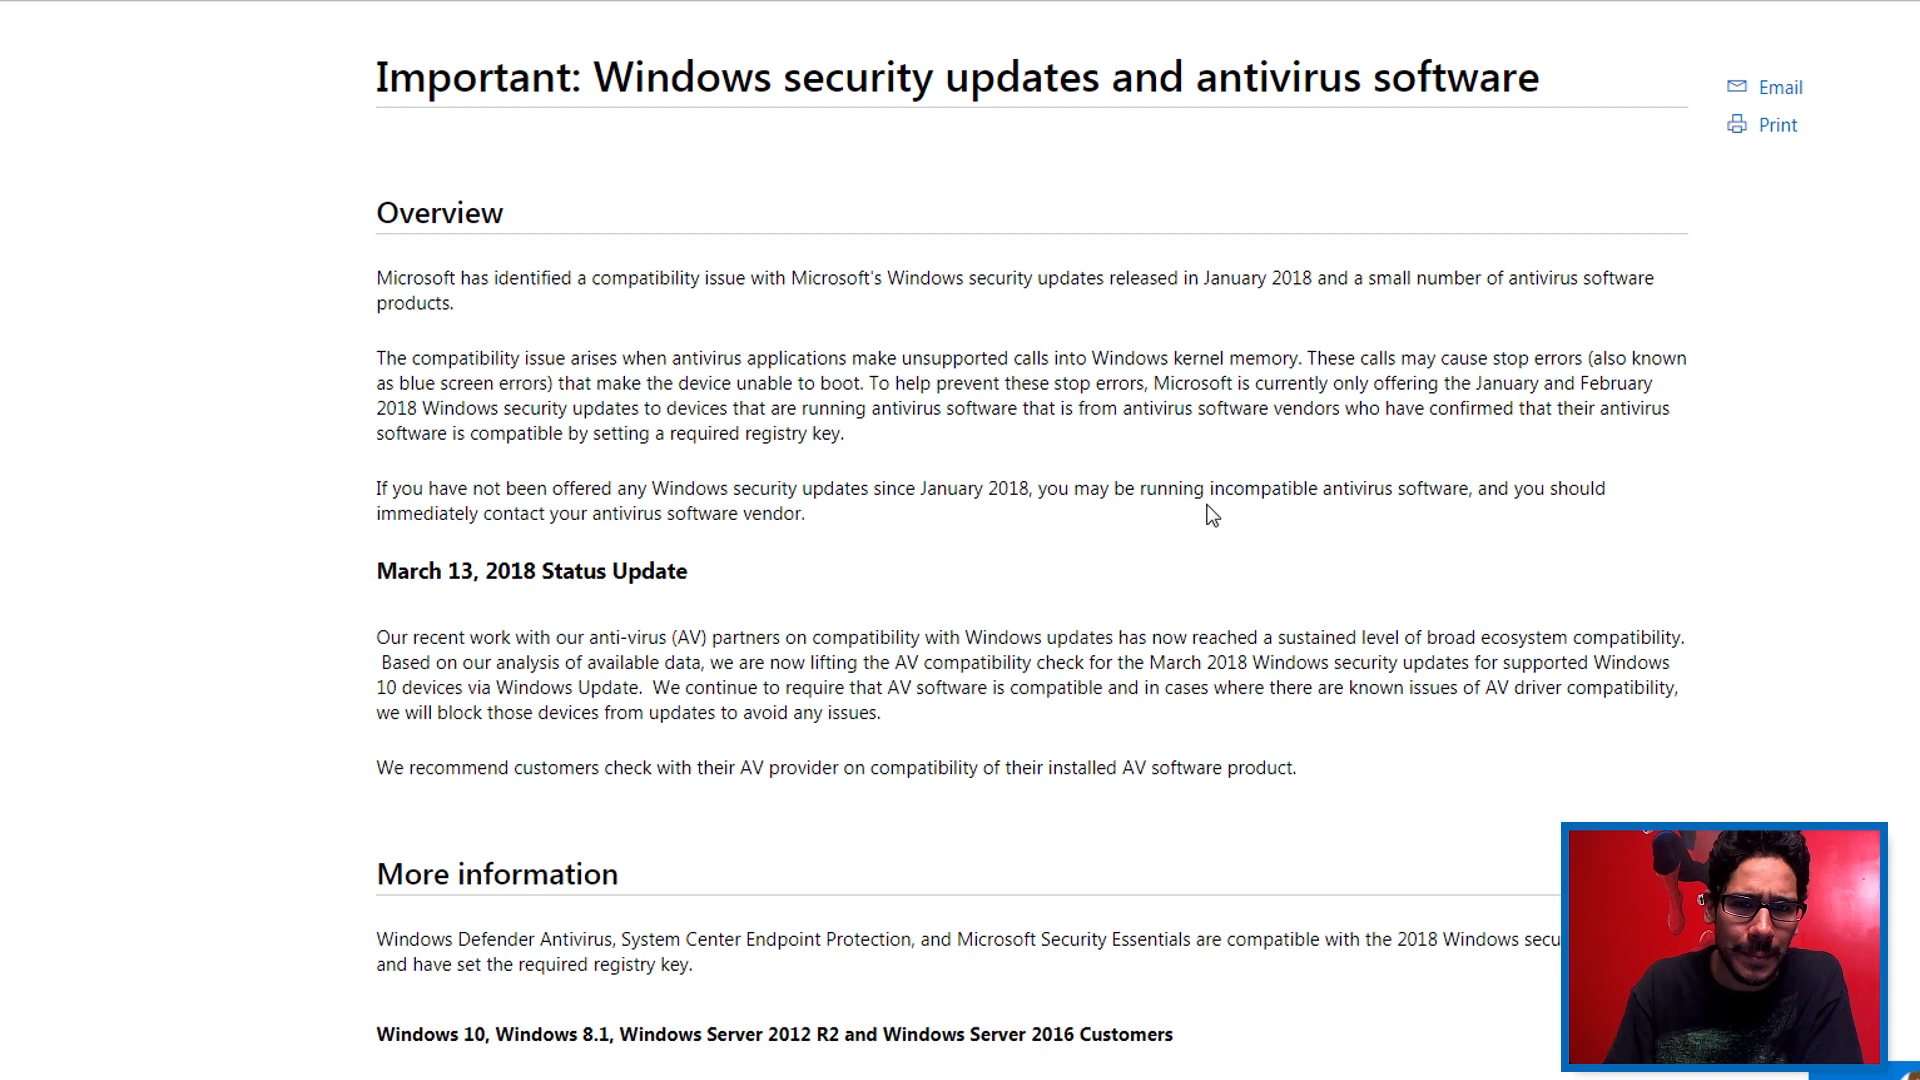 Important: Windows security updates and antivirus software
Email
Print
Overview
Microsoft has identified a compatibility issue with Microsoft's Windows security updates released in January 2018 and a small number of antivirus software
products.
The compatibility issue arises when antivirus applications make unsupported calls into Windows kernel memory. These calls may cause stop errors (also known
as blue screen errors) that make the device unable to boot. To help prevent these stop errors, Microsoft is currently only offering the January and February
2018 Windows security updates to devices that are running antivirus software that is from antivirus software vendors who have confirmed that their antivirus
software is compatible by setting a required registry key.
If you have not been offered any Windows security updates since January 2018, you may be running incompatible antivirus software, and you should
immediately contact your antivirus software vendor.
March 13, 2018 Status Update
Our recent work with our anti-virus (AV) partners on compatibility with Windows updates has now reached a sustained level of broad ecosystem compatibility.
Based on our analysis of available data, we are now lifting the AV compatibility check for the March 2018 Windows security updates for supported Windows
10 devices via Windows Update.  We continue to require that AV software is compatible and in cases where there are known issues of AV driver compatibility,
we will block those devices from updates to avoid any issues.
We recommend customers check with their AV provider on compatibility of their installed AV software product.
More information
Windows Defender Antivirus, System Center Endpoint Protection, and Microsoft Security Essentials are compatible with the 2018 Windows secu
and have set the required registry key.
Windows 10, Windows 8.1, Windows Server 2012 R2 and Windows Server 2016 Customers